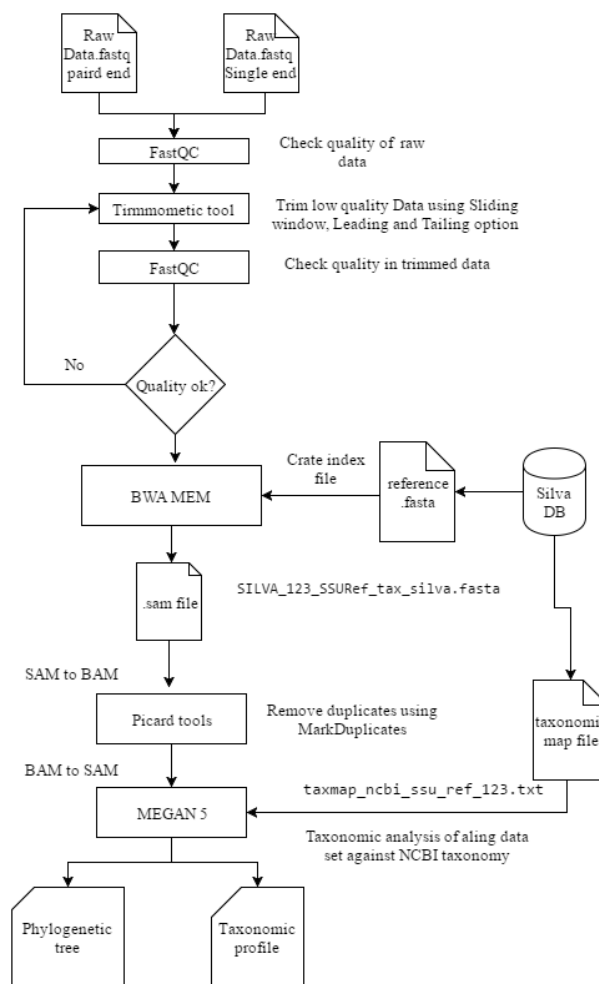 Raw
Data.fastq
paird end
Raw
Data.fastq
Single end
FastQC
Check quality of raw
data
Tirmmometic tool
Trim low quality Data using Sliding
window, Leading and Tailing option
FastQC
Check quality in trimmed data
No
Quality ok?
BWA MEM
Crate index
file
reference
.fasta
Silva
DB
.sam file
SILVA_123_SSURef_tax_silva.fasta
SAM to BAM
Picard tools
Remove duplicates using
MarkDuplicates
taxonomic
map file
BAM to SAM
taxmap_ncbi_ssu_ref_123.txt
MEGAN 5
Taxonomic analysis of aling data
set against NCBI taxonomy
Phylogenetic
tree
Taxonomic
profile